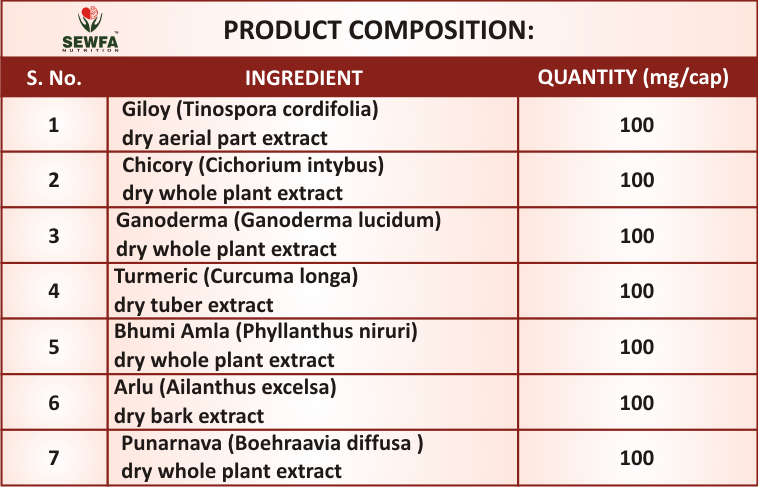 SEWFA
NUTRITION
™
PRODUCT COMPOSITION:
S. No. INGREDIENT QUANTITY (mg/cap)
1 Giloy (Tinospora cordifolia) 100
dry aerial part extract
2 Chicory (Cichorium intybus) 100
dry whole plant extract
3 Ganoderma (Ganoderma lucidum) 100
dry whole plant extract
4 Turmeric (Curcuma longa) 100
dry tuber extract
5 Bhumi Amla (Phyllanthus niruri) 100
dry whole plant extract
6 Arlu (Ailanthus excelsa) 100
dry bark extract
7 Punarnava (Boehraavia diffusa ) 100
dry whole plant extract